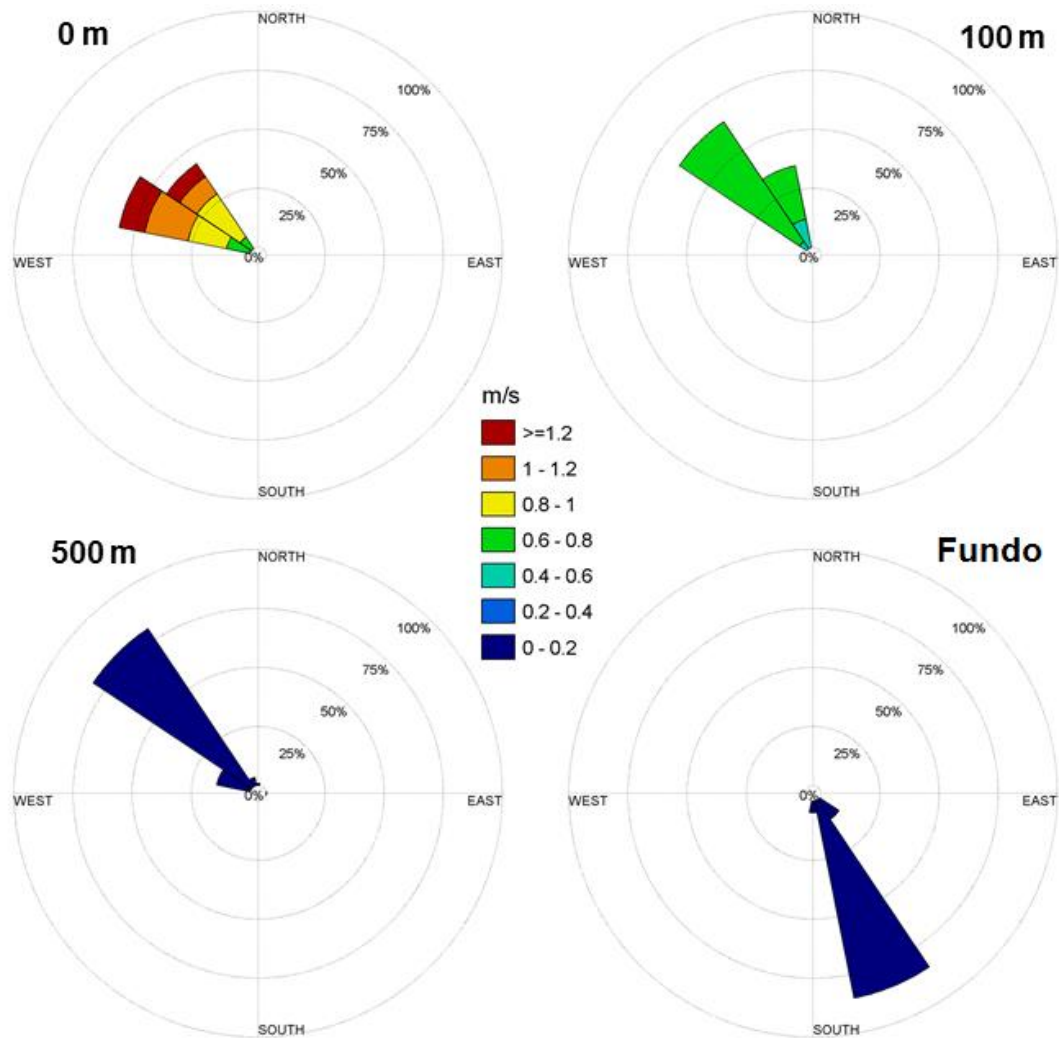 0 m
NORTH
100%
75%
50%
25%
0%
WEST
EAST
SOUTH
100 m
NORTH
100%
75%
50%
25%
0%
WEST
EAST
SOUTH
m/s
>=1.2
1 - 1.2
0.8 - 1
0.6 - 0.8
0.4 - 0.6
0.2 - 0.4
0 - 0.2
500 m
NORTH
100%
75%
50%
25%
0%
WEST
EAST
SOUTH
Fundo
NORTH
100%
75%
50%
25%
0%
WEST
EAST
SOUTH